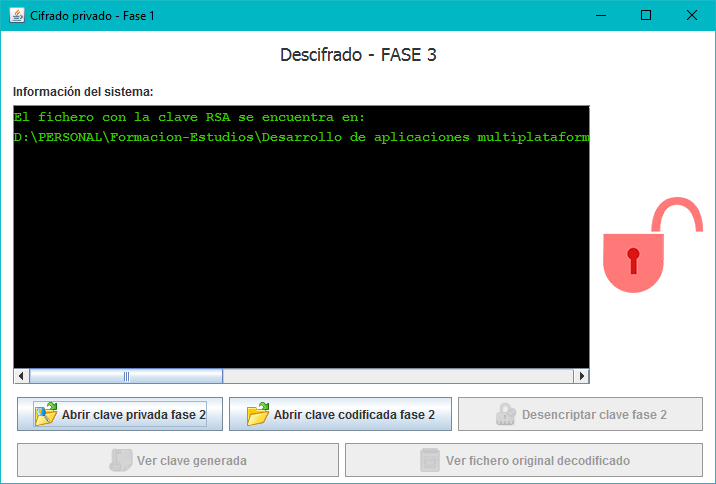 Cifrado privado - Fase 1
Descifrado - FASE 3
Información del sistema:
El fichero con la clave RSA se encuentra en:
D:\PERSONAL\Formacion-Estudios\Desarrollo de aplicaciones multiplataform
Abrir clave privada fase 2
Abrir clave codificada fase 2
Desencriptar clave fase 2
Ver clave generada
Ver fichero original decodificado